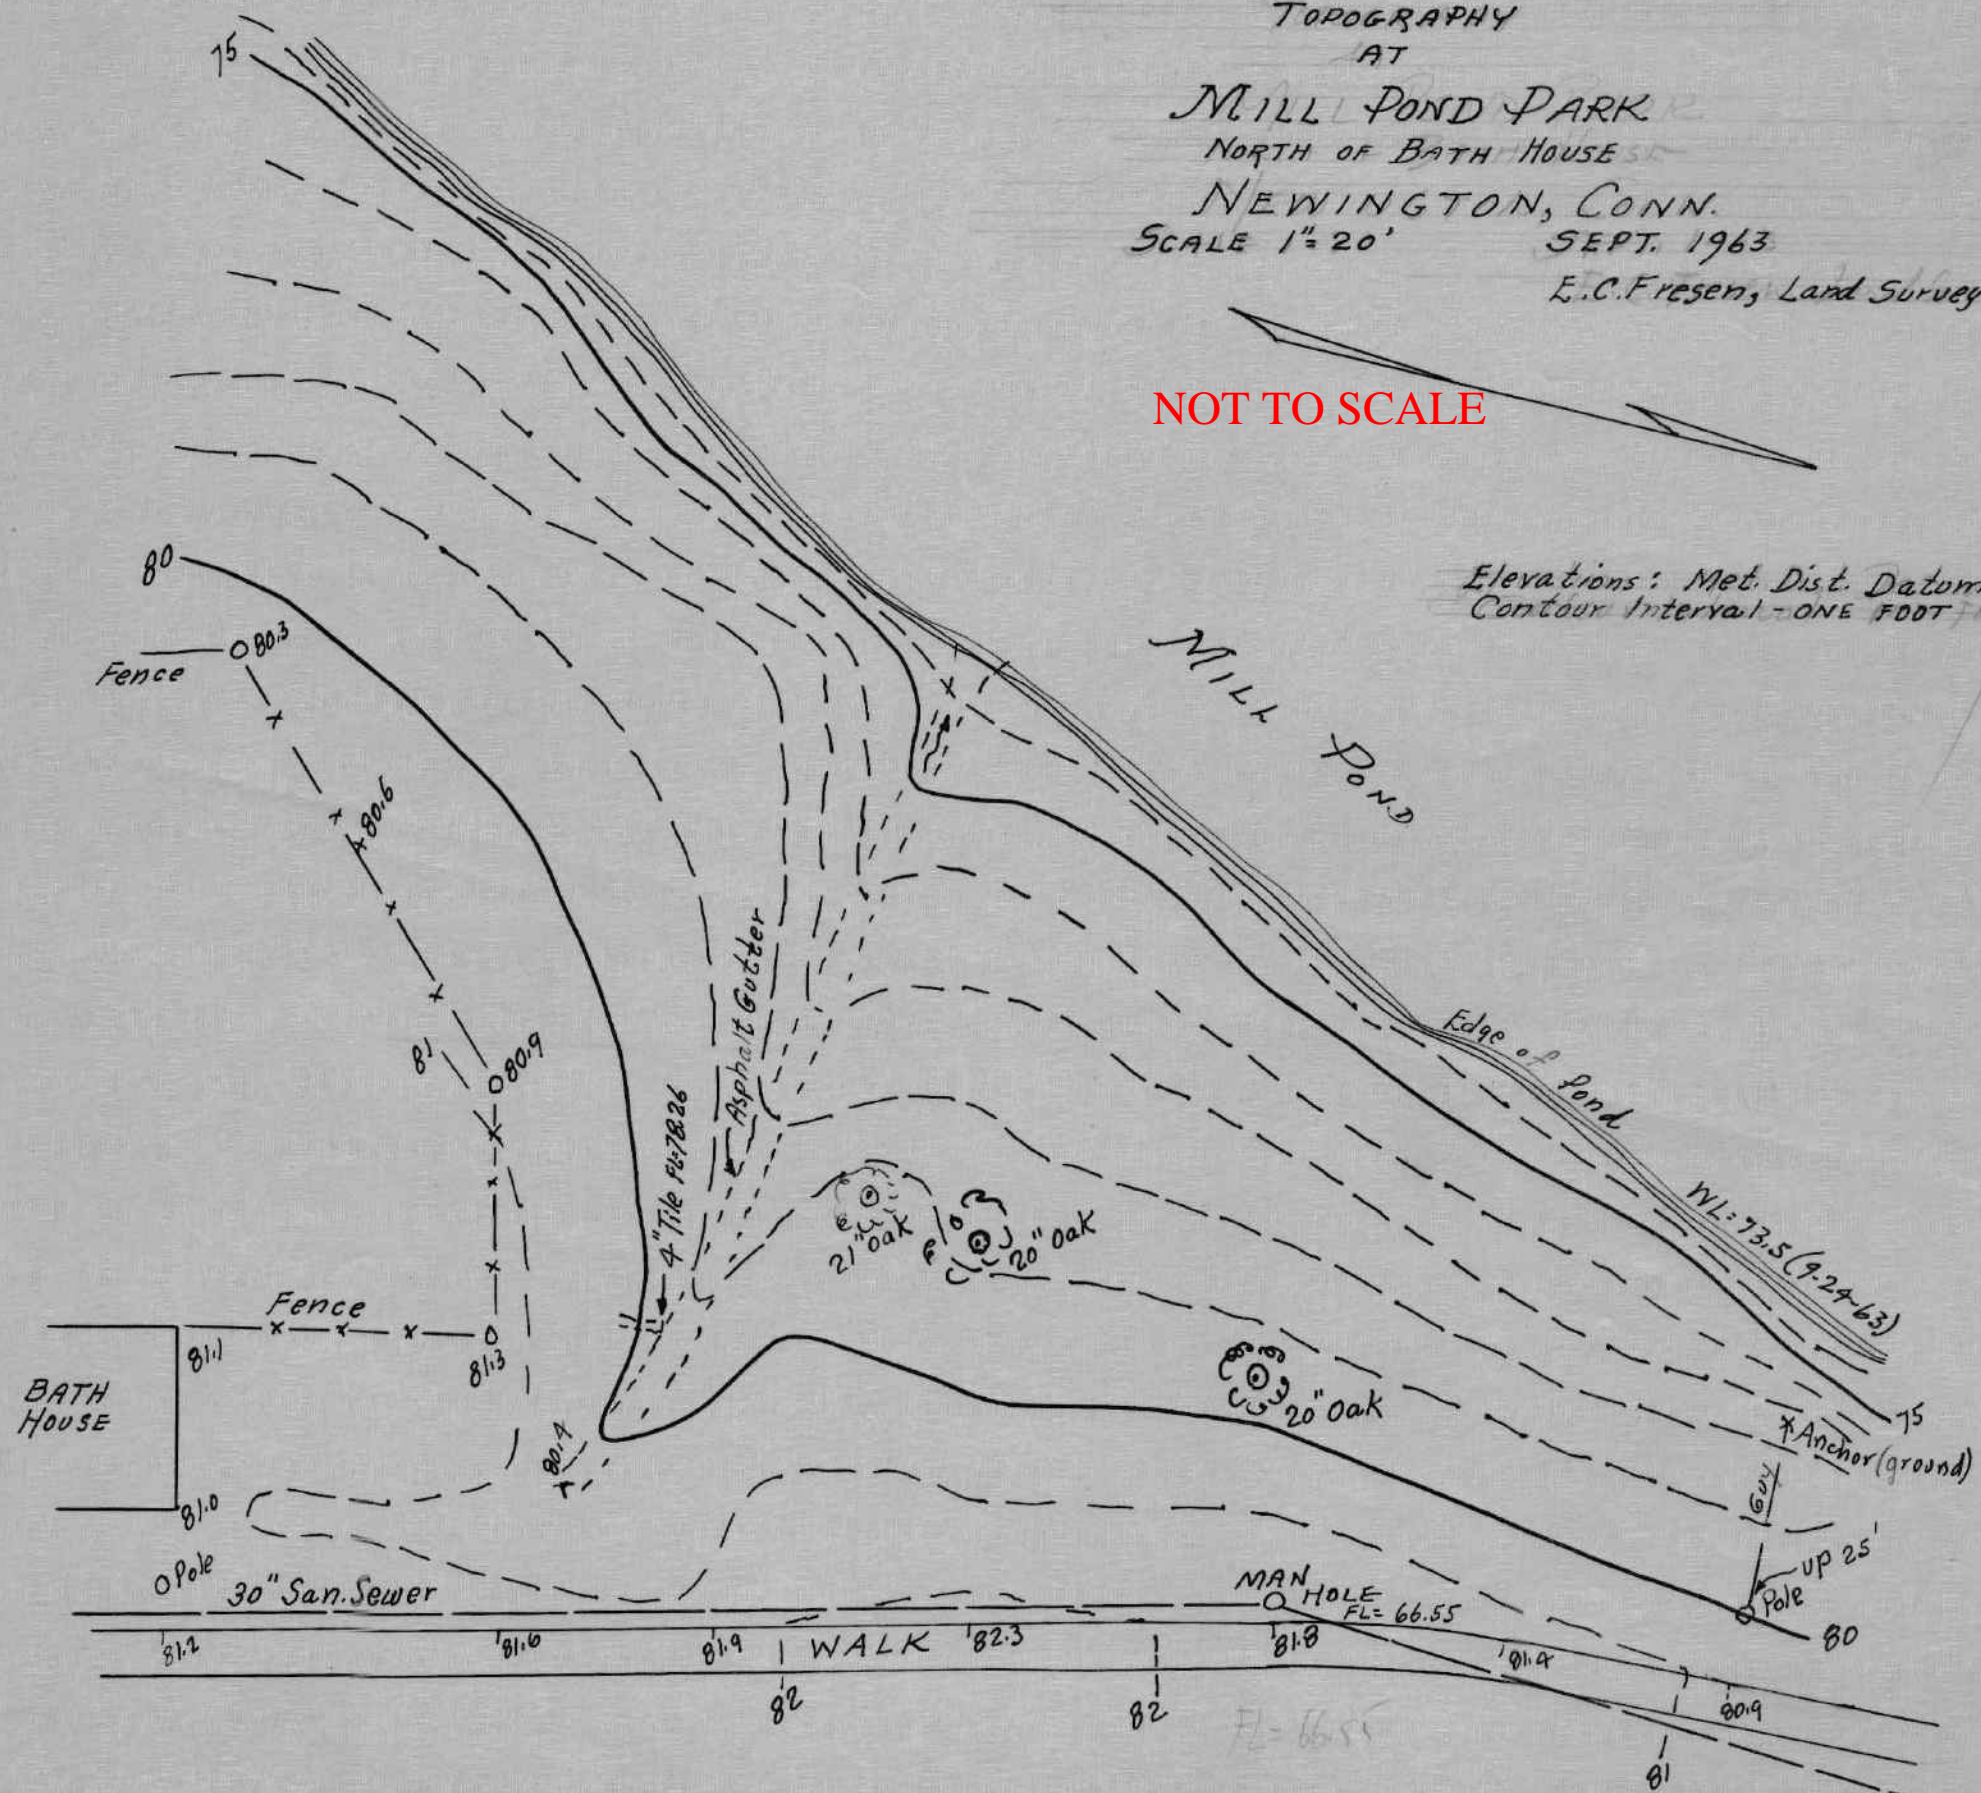 TOPOGRAPHY
AT
MILL POND PARK
NORTH OF BATH HOUSE
NEWINGTON, CONN.
SCALE 1"=20' SEPT. 1963
E.C. Fresen, Land Survey
NOT TO SCALE
Elevations: Met. Dist. Datum
Contour Interval - ONE FOOT
75
80
80.3
Fence
80.6
81
80.9
MILL POND
Asphalt Gutter
4" Tile FL=78.26
Edge of Pond
WL=73.5 (9-24-63)
21" Oak
20" Oak
20" Oak
75
Anchor (ground)
Guy
up 25'
Pole
80
Fence
81.3
81.1
BATH
HOUSE
81.0
80.4
Pole
30" San. Sewer
MAN
HOLE
FL= 66.55
81.2
81.6
81.9
WALK
82.3
81.8
81.4
80.9
82
82
81
FL= 66.55